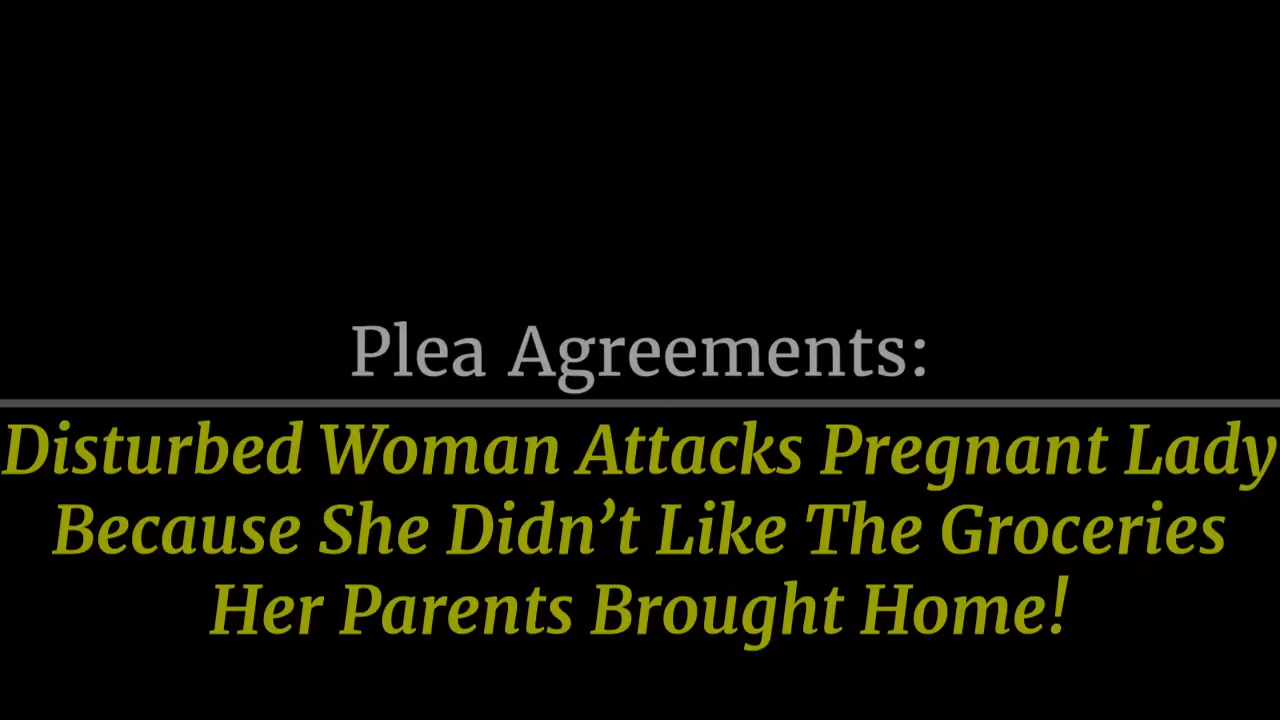 Plea Agreements:
Disturbed Woman Attacks Pregnant Lady
Because She Didn’t Like The Groceries
Her Parents Brought Home!